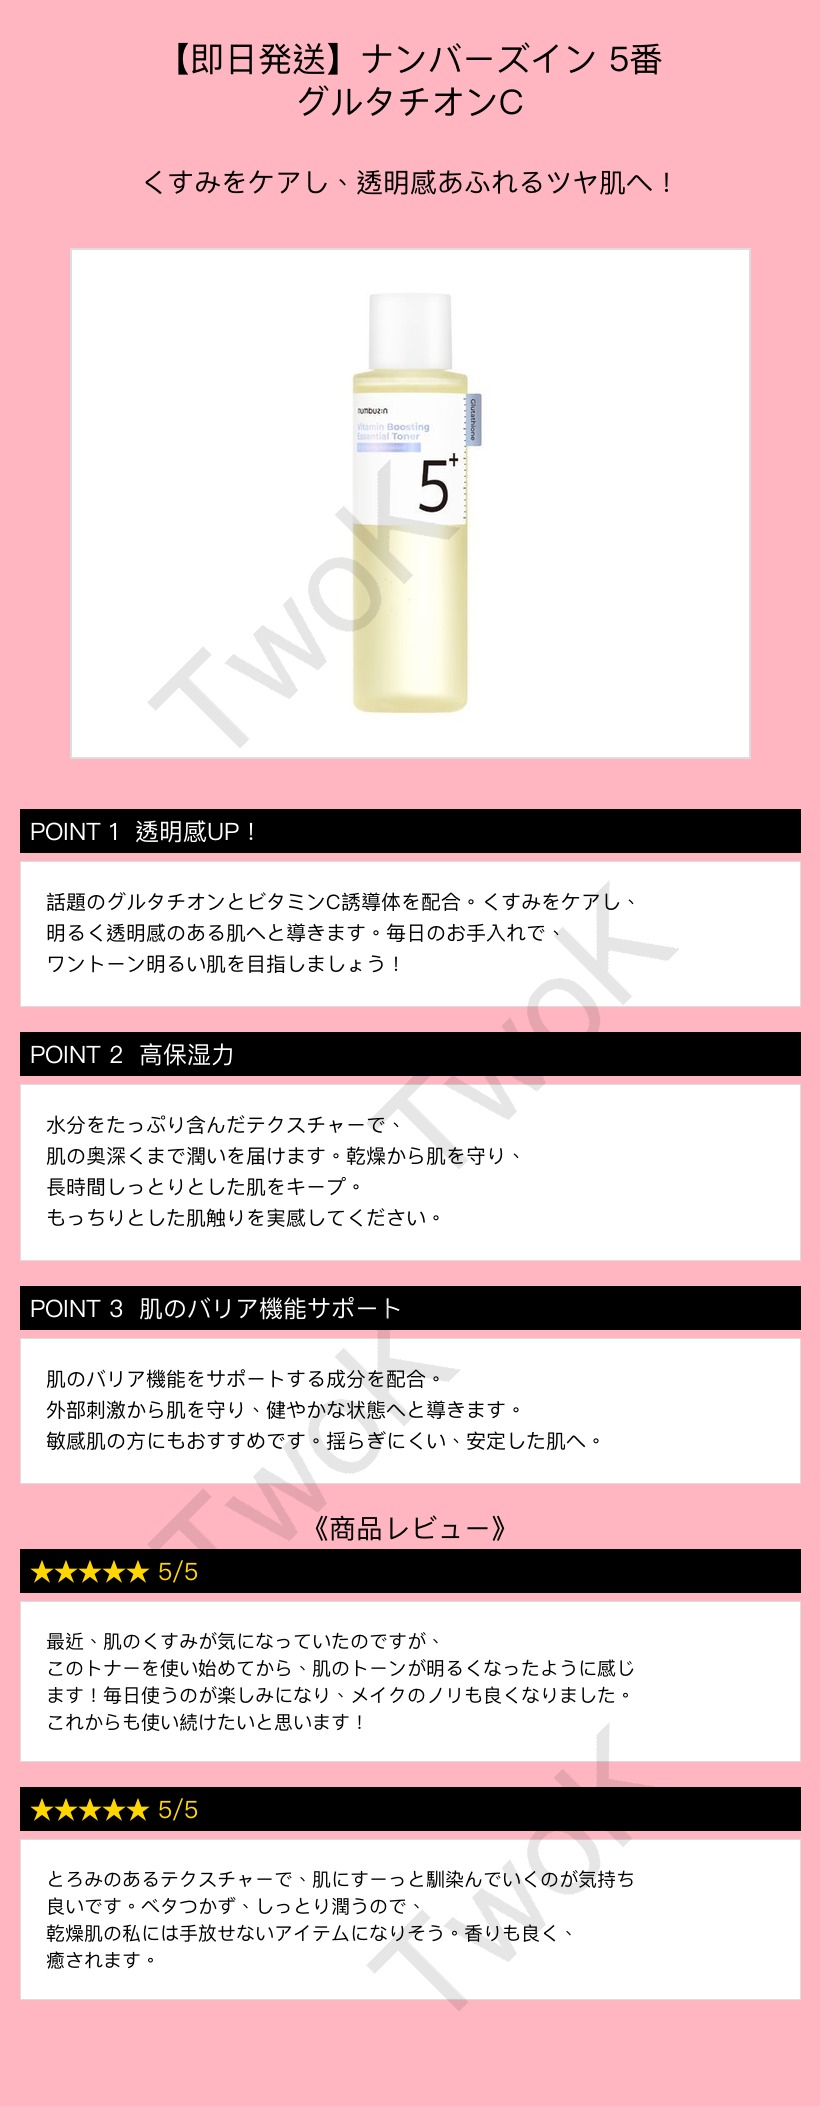 【即日発送】ナンバーズイン 5番
グルタチオンC
くすみをケアし、透明感あふれるツヤ肌へ！
numbuzin
Vitamin Boosting
Essential Toner
5+
Glutathione
TwoK
POINT 1 透明感UP！
話題のグルタチオンとビタミンC誘導体を配合。くすみをケアし、
明るく透明感のある肌へと導きます。毎日のお手入れで、
ワントーン明るい肌を目指しましょう！
TwoK
POINT 2 高保湿力
水分をたっぷり含んだテクスチャーで、
肌の奥深くまで潤いを届けます。乾燥から肌を守り、
長時間しっとりとした肌をキープ。
もっちりとした肌触りを実感してください。
POINT 3 肌のバリア機能サポート
肌のバリア機能をサポートする成分を配合。
外部刺激から肌を守り、健やかな状態へと導きます。
敏感肌の方にもおすすめです。揺らぎにくい、安定した肌へ。
TwoK
《商品レビュー》
★★★★★ 5/5
最近、肌のくすみが気になっていたのですが、
このトナーを使い始めてから、肌のトーンが明るくなったように感じ
ます！毎日使うのが楽しみになり、メイクのノリも良くなりました。
これからも使い続けたいと思います！
★★★★★ 5/5
とろみのあるテクスチャーで、肌にすーっと馴染んでいくのが気持ち
良いです。ベタつかず、しっとり潤うので、
乾燥肌の私には手放せないアイテムになりそう。香りも良く、
癒されます。
TwoK